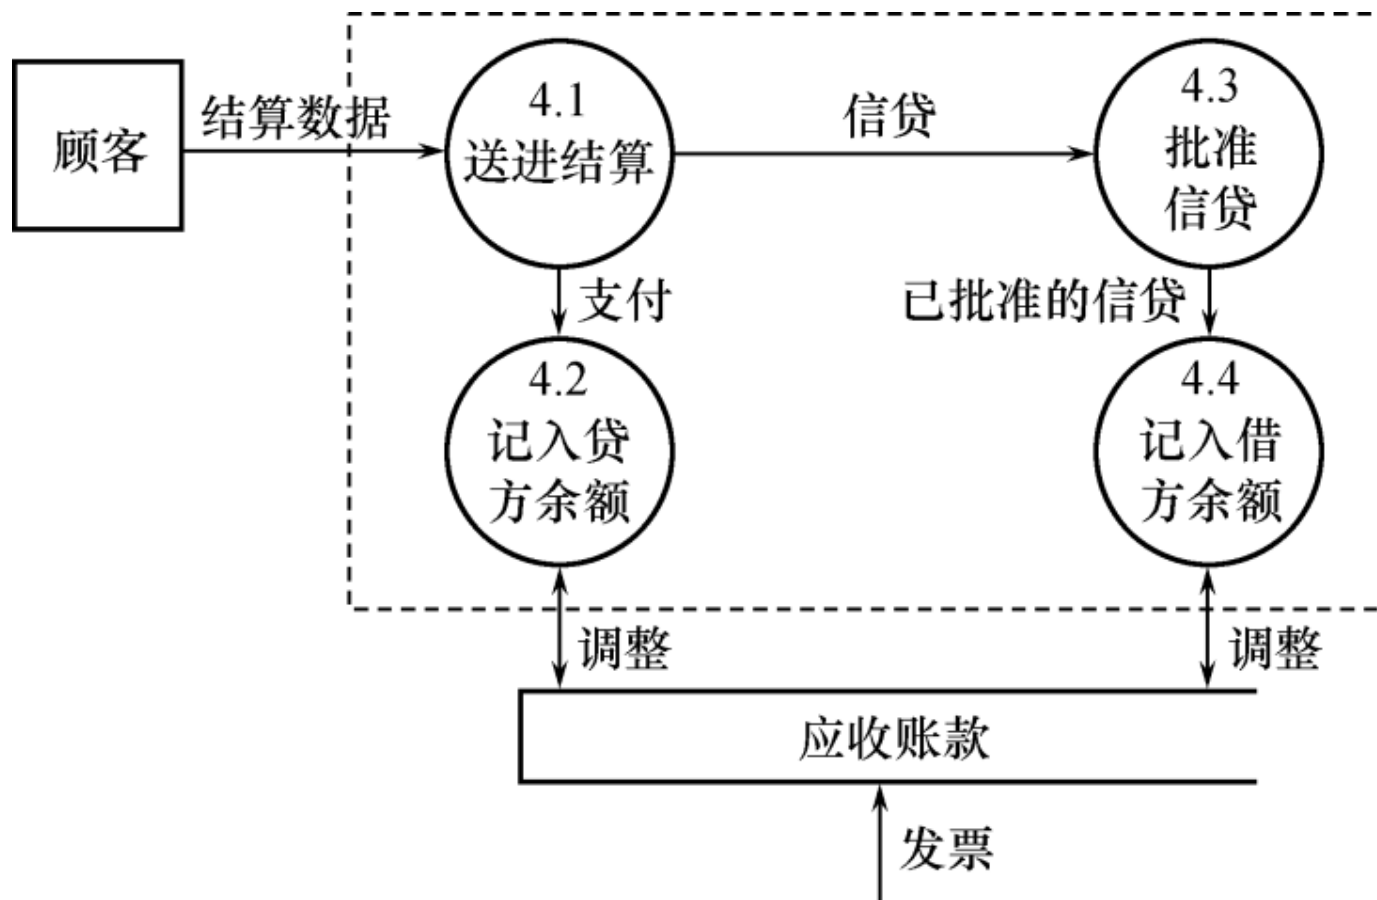 顾客
结算数据
4.1
送进结算
信贷
4.3
批准
信贷
支付
已批准的信贷
4.2
记入贷
方余额
4.4
记入借
方余额
调整
调整
应收账款
发票